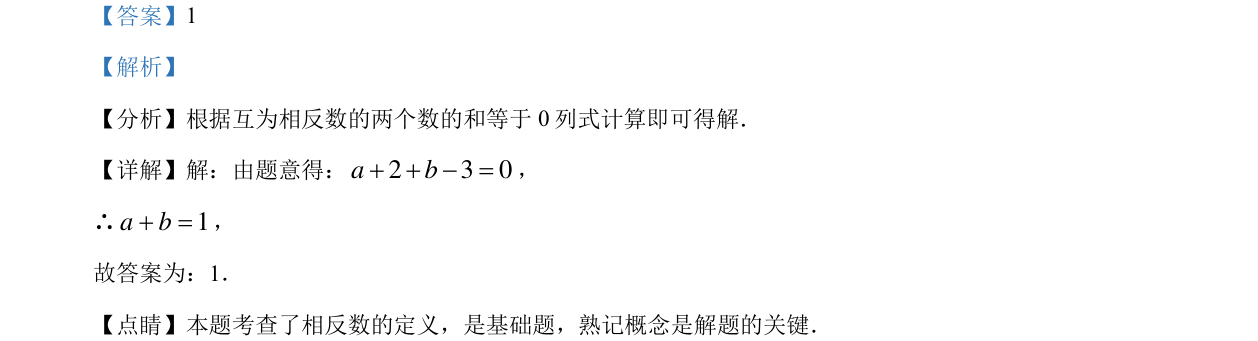 【答案】1
【解析】
【分析】根据互为相反数的两个数的和等于 0 列式计算即可得解．
【详解】解：由题意得：a+2+b−3=0，
∴a+b=1，
故答案为：1．
【点睛】本题考查了相反数的定义，是基础题，熟记概念是解题的关键．